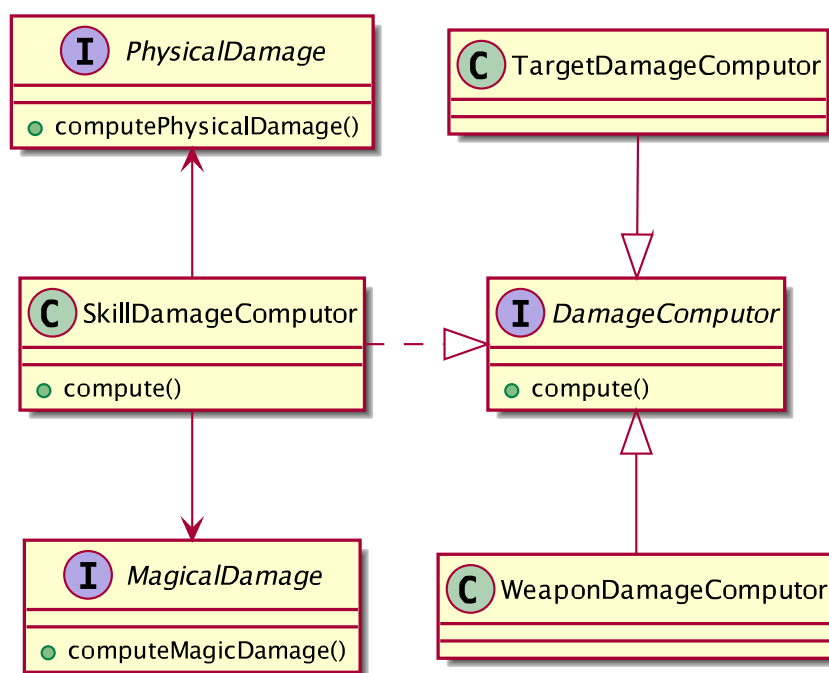 I PhysicalDamage
computePhysicalDamage()
C TargetDamageComputor
C SkillDamageComputor
compute()
I DamageComputor
compute()
I MagicalDamage
computeMagicDamage()
C WeaponDamageComputor